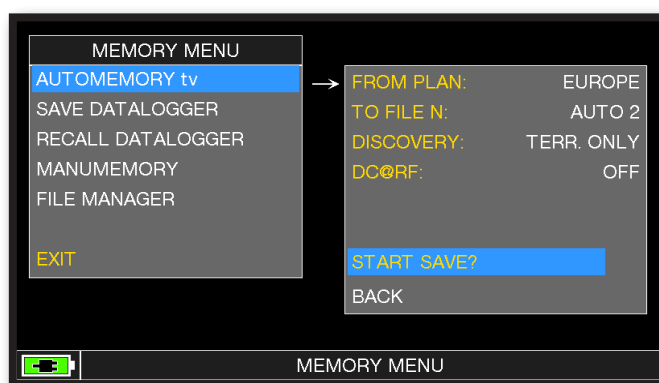 MEMORY MENU
AUTOMEMORY tv
SAVE DATALOGGER
RECALL DATALOGGER
MANUMEMORY
FILE MANAGER
EXIT
FROM PLAN: EUROPE
TO FILE N: AUTO 2
DISCOVERY: TERR. ONLY
DC@RF: OFF
START SAVE?
BACK
MEMORY MENU